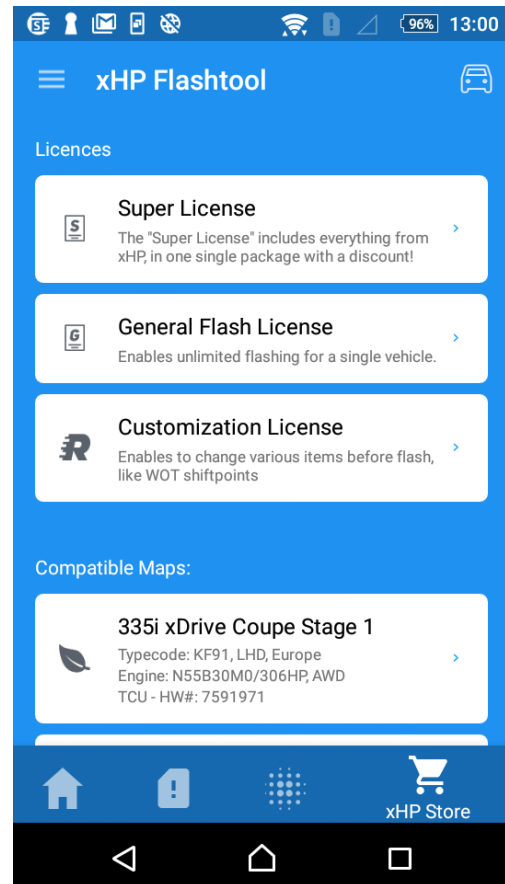 96% 13:00
xHP Flashtool
Licences
Super License
The "Super License" includes everything from
xHP, in one single package with a discount!
General Flash License
Enables unlimited flashing for a single vehicle.
Customization License
Enables to change various items before flash,
like WOT shiftpoints
Compatible Maps:
335i xDrive Coupe Stage 1
Typecode: KF91, LHD, Europe
Engine: N55B30M0/306HP, AWD
TCU - HW#: 7591971
xHP Store